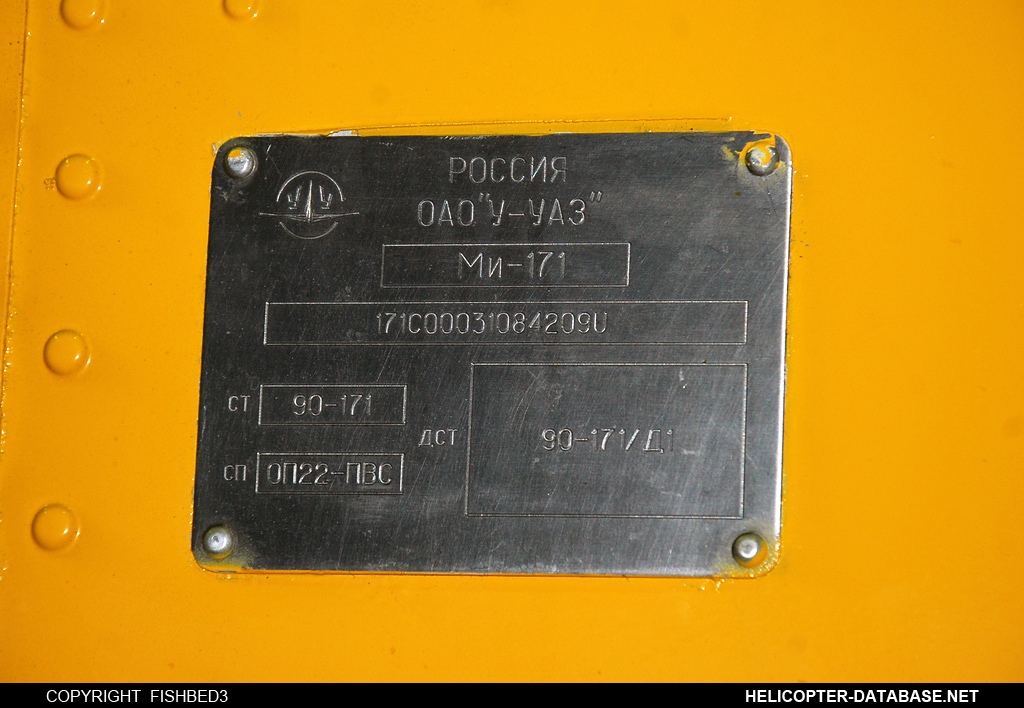 РОССИЯ
ОАО "У-УАЗ"
Ми-171
171C00031084209U
СТ 90-171
ДСТ 90-171/Д1
СП ОП22-ПВС
COPYRIGHT FISHBED3
HELICOPTER-DATABASE.NET